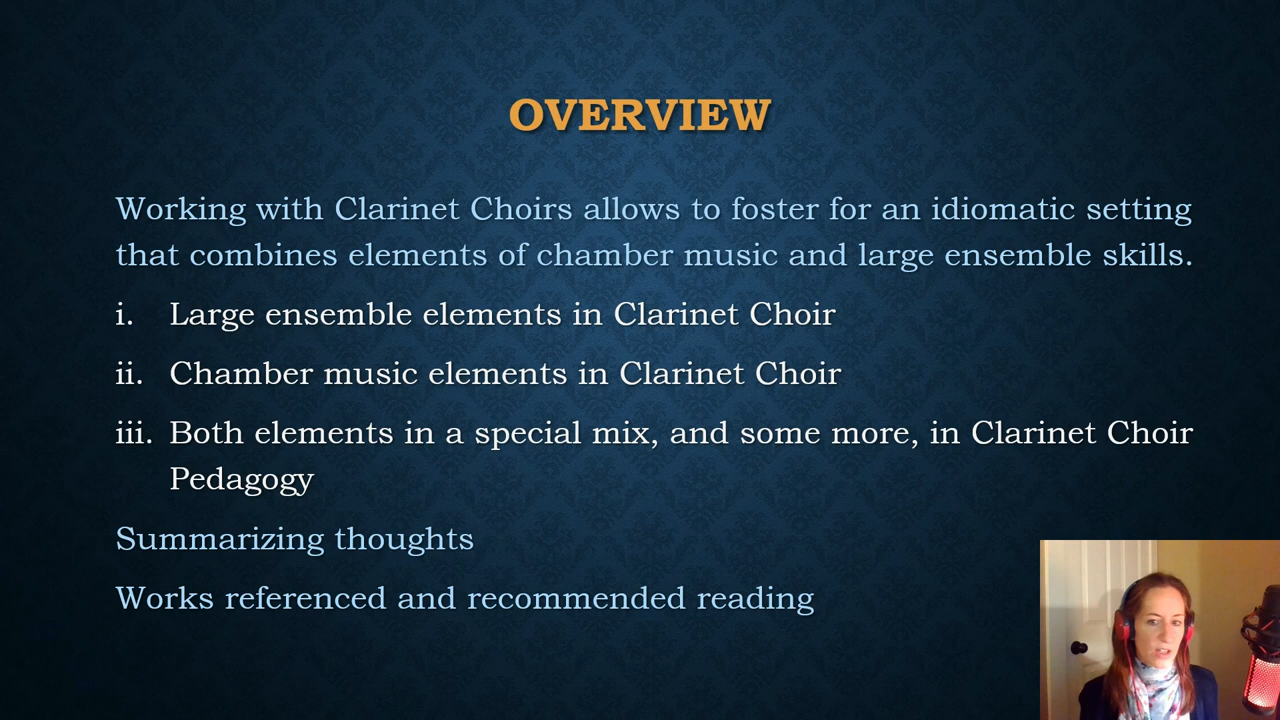 OVERVIEW
Working with Clarinet Choirs allows to foster for an idiomatic setting
that combines elements of chamber music and large ensemble skills.
i. Large ensemble elements in Clarinet Choir
ii. Chamber music elements in Clarinet Choir
iii. Both elements in a special mix, and some more, in Clarinet Choir
Pedagogy
Summarizing thoughts
Works referenced and recommended reading